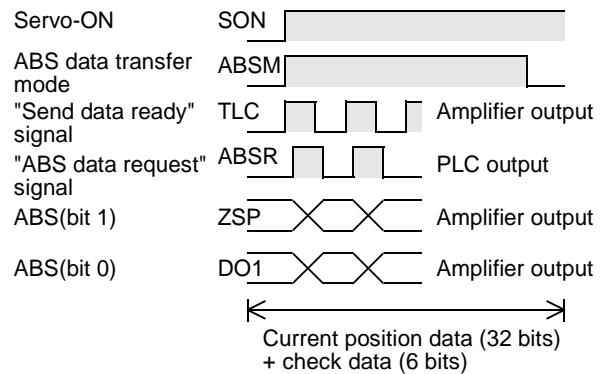 Servo-ON SON
ABS data transfer
mode ABSM
"Send data ready"
signal TLC Amplifier output
"ABS data request"
signal ABSR PLC output
ABS(bit 1) ZSP Amplifier output
ABS(bit 0) DO1 Amplifier output
Current position data (32 bits)
+ check data (6 bits)